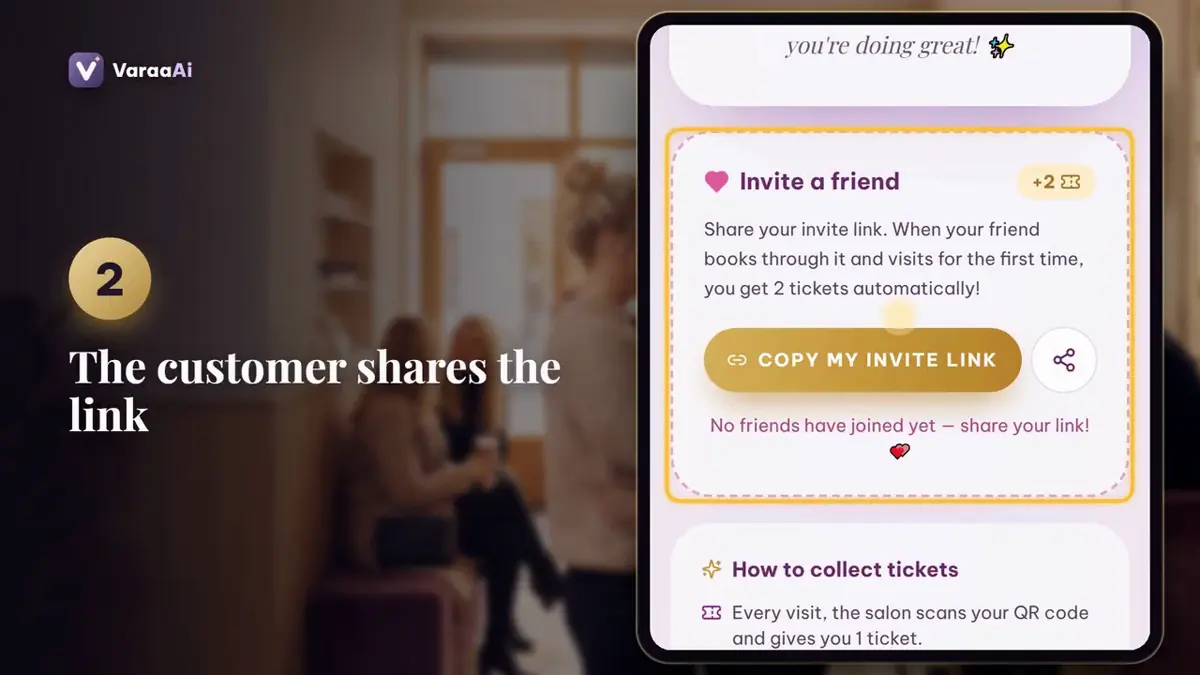 VaraaAi
2
The customer shares the
link
you're doing great! ✨
Invite a friend
+2
Share your invite link. When your friend
books through it and visits for the first time,
you get 2 tickets automatically!
COPY MY INVITE LINK
No friends have joined yet — share your link!
💕
How to collect tickets
Every visit, the salon scans your QR code
and gives you 1 ticket.